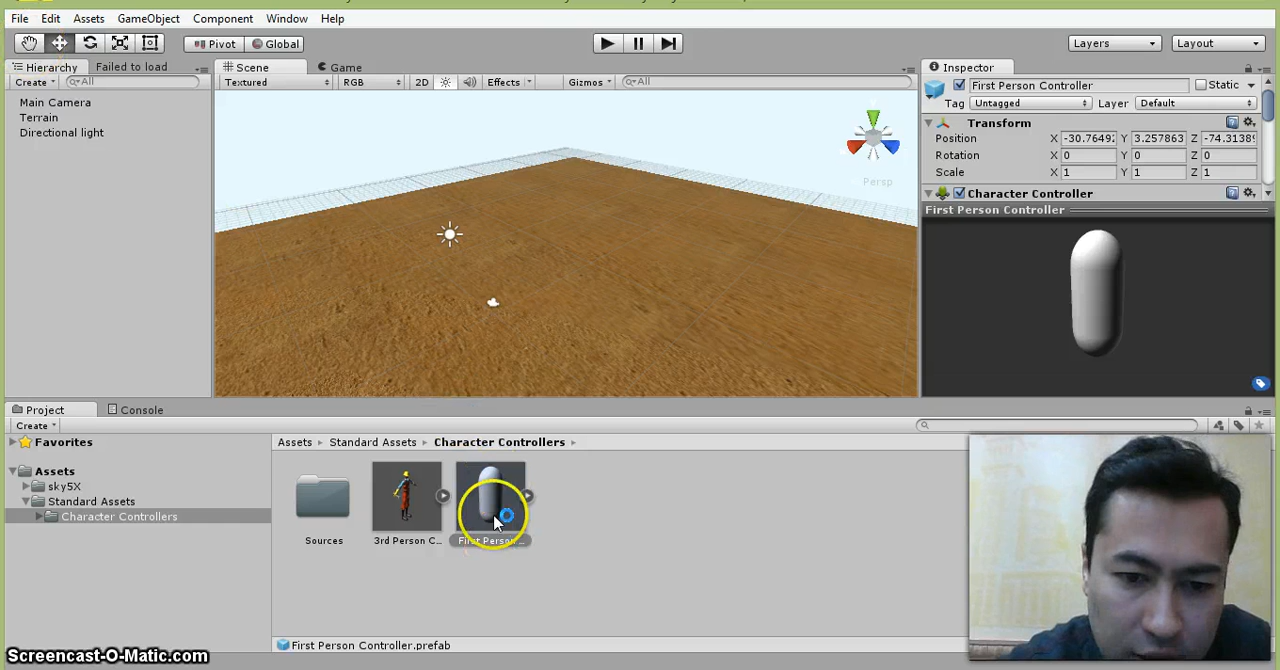 File Edit Assets GameObject Component Window Help
Pivot Global Layers Layout
Hierarchy Failed to load Scene Game Inspector
Create All Textured RGB 2D Effects Gizmos All First Person Controller Static
Tag Untagged Layer Default
Main Camera
Terrain
Directional light
Persp
Transform
Position X -30.7649 Y 3.257863 Z -74.3138
Rotation X 0 Y 0 Z 0
Scale X 1 Y 1 Z 1
Character Controller
First Person Controller
Project Console
Create
Favorites
Assets
sky5X
Standard Assets
Character Controllers
Assets Standard Assets Character Controllers
Sources 3rd Person C... First Person ...
First Person Controller.prefab
Screencast-O-Matic.com